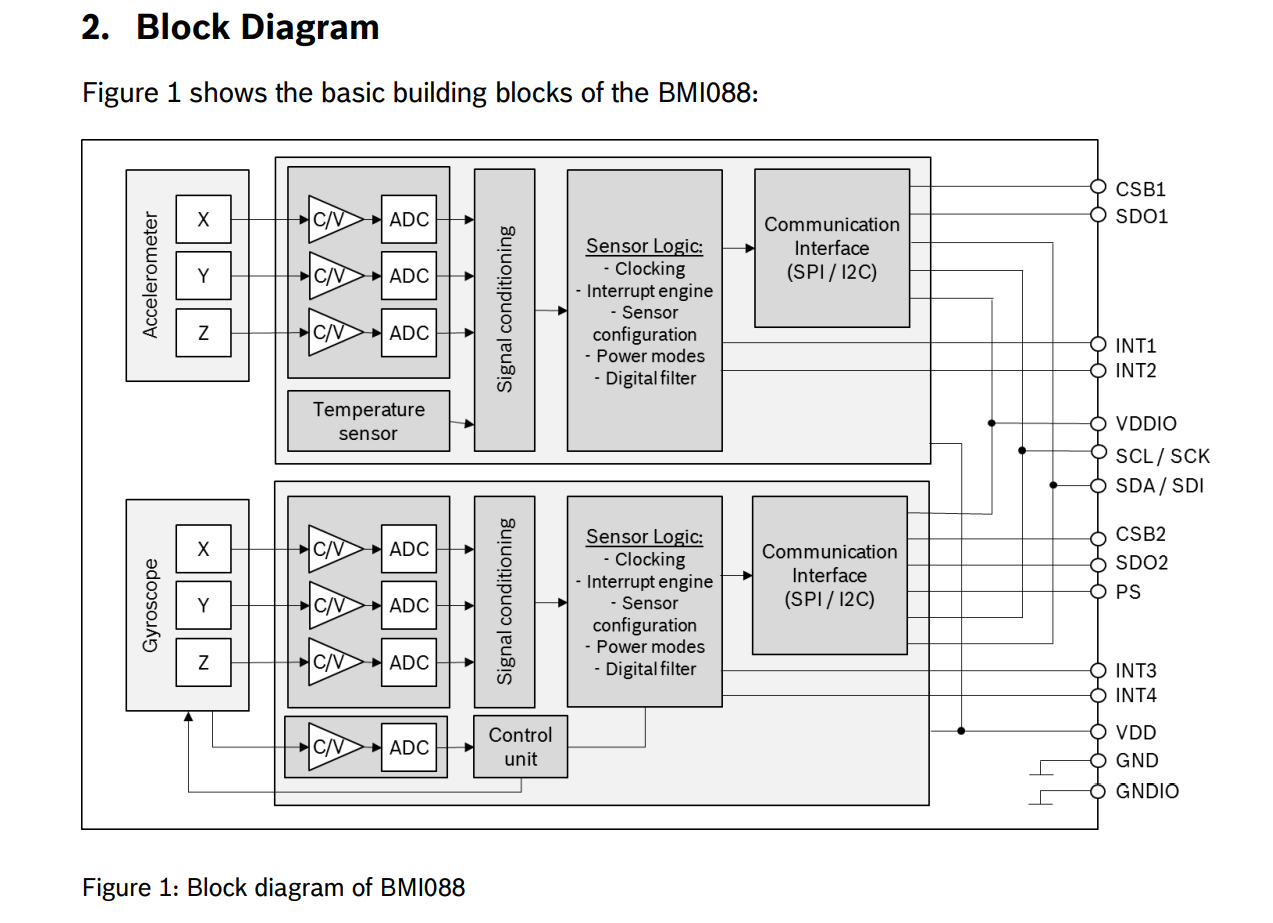 2. Block Diagram
Figure 1 shows the basic building blocks of the BMI088:
Accelerometer
X
C/V
ADC
Y
C/V
ADC
Z
C/V
ADC
Temperature
sensor
Signal conditioning
Sensor Logic:
- Clocking
- Interrupt engine
- Sensor
configuration
- Power modes
- Digital filter
Communication
Interface
(SPI / I2C)
CSB1
SDO1
INT1
INT2
VDDIO
SCL / SCK
SDA / SDI
Gyroscope
X
C/V
ADC
Y
C/V
ADC
Z
C/V
ADC
C/V
ADC
Signal conditioning
Control
unit
Sensor Logic:
- Clocking
- Interrupt engine
- Sensor
configuration
- Power modes
- Digital filter
Communication
Interface
(SPI / I2C)
CSB2
SDO2
PS
INT3
INT4
VDD
GND
GNDIO
Figure 1: Block diagram of BMI088